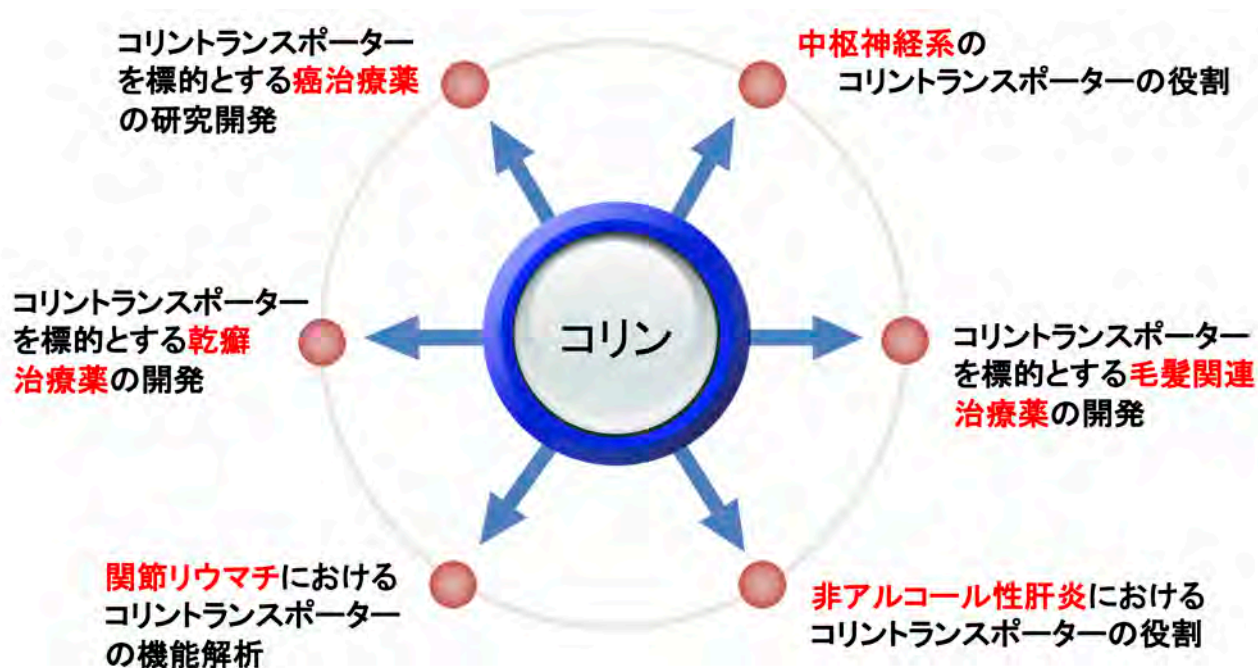 コリントランスポーター
を標的とする癌治療薬
の研究開発
中枢神経系の
コリントランスポーターの役割
コリントランスポーター
を標的とする乾癬
治療薬の開発
コリン
コリントランスポーター
を標的とする毛髪関連
治療薬の開発
関節リウマチにおける
コリントランスポーター
の機能解析
非アルコール性肝炎における
コリントランスポーターの役割